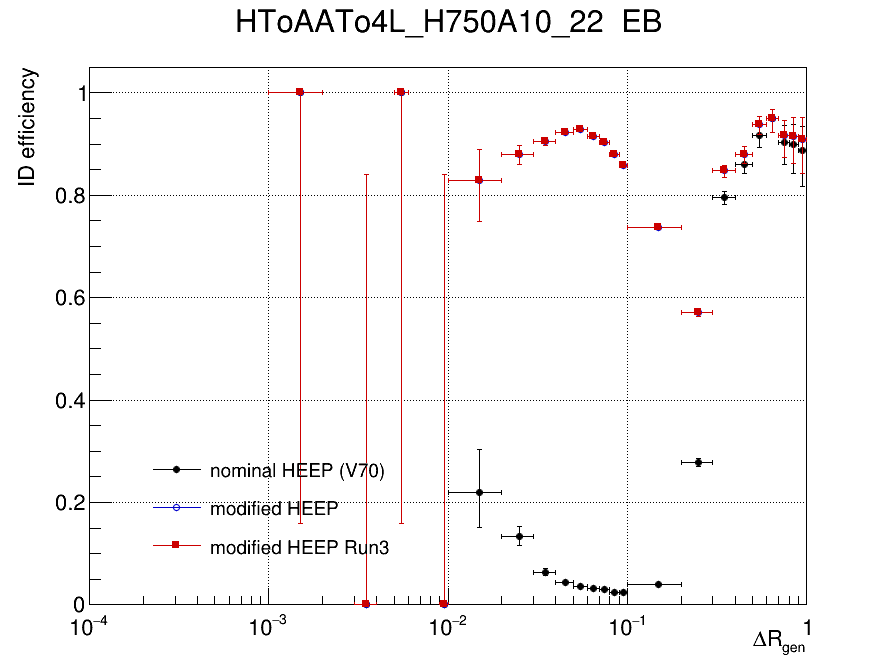 HToAATo4L_H750A10_22 EB
ID efficiency
1
0.8
0.6
0.4
0.2
0
nominal HEEP (V70)
modified HEEP
modified HEEP Run3
10−4 10−3 10−2 10−1 1
ΔRgen